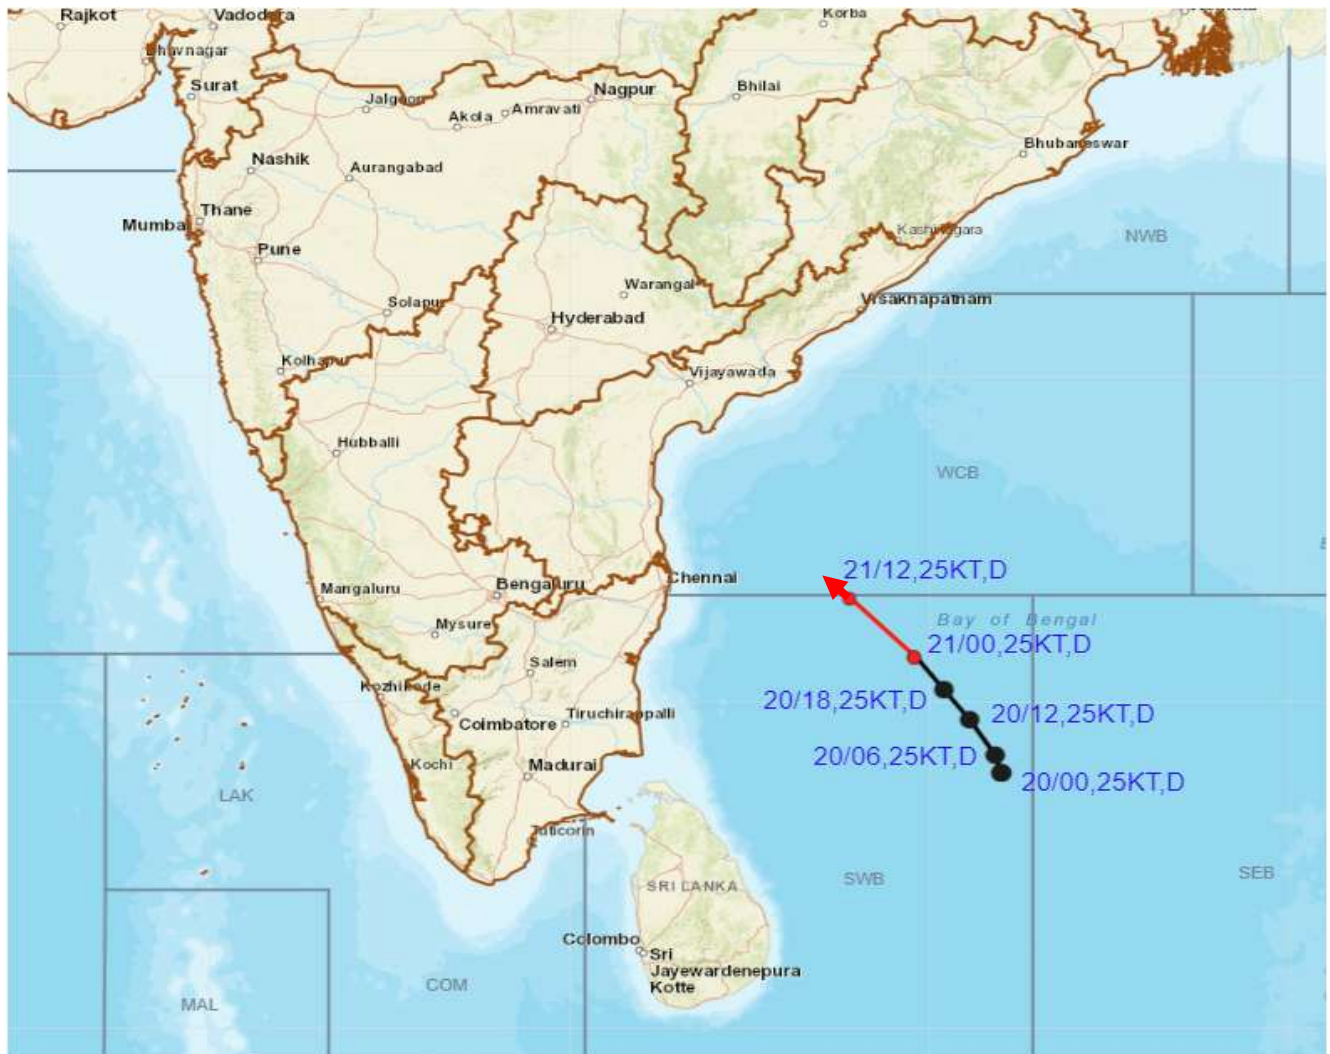 Rajkot
Vadodara
Korba
Bhavnagar
Surat
Jalgaon
Akola
Amravati
Nagpur
Bhilai
Nashik
Aurangabad
Bhubaneswar
Mumbai
Thane
Pune
Kashinagara
NWB
Solapur
Warangal
Visakhapatnam
Hyderabad
Kolhapur
Vijayawada
Hubballi
WCB
Mangaluru
Bengaluru
Chennai
21/12,25KT,D
Mysuru
Bay of Bengal
21/00,25KT,D
Salem
Kozhikode
20/18,25KT,D
20/12,25KT,D
Coimbatore
Tiruchirappalli
Kochi
Madurai
20/06,25KT,D
20/00,25KT,D
LAK
Tuticorin
SRI LANKA
SWB
SEB
Colombo
Sri
Jayewardenepura
Kotte
COM
MAL